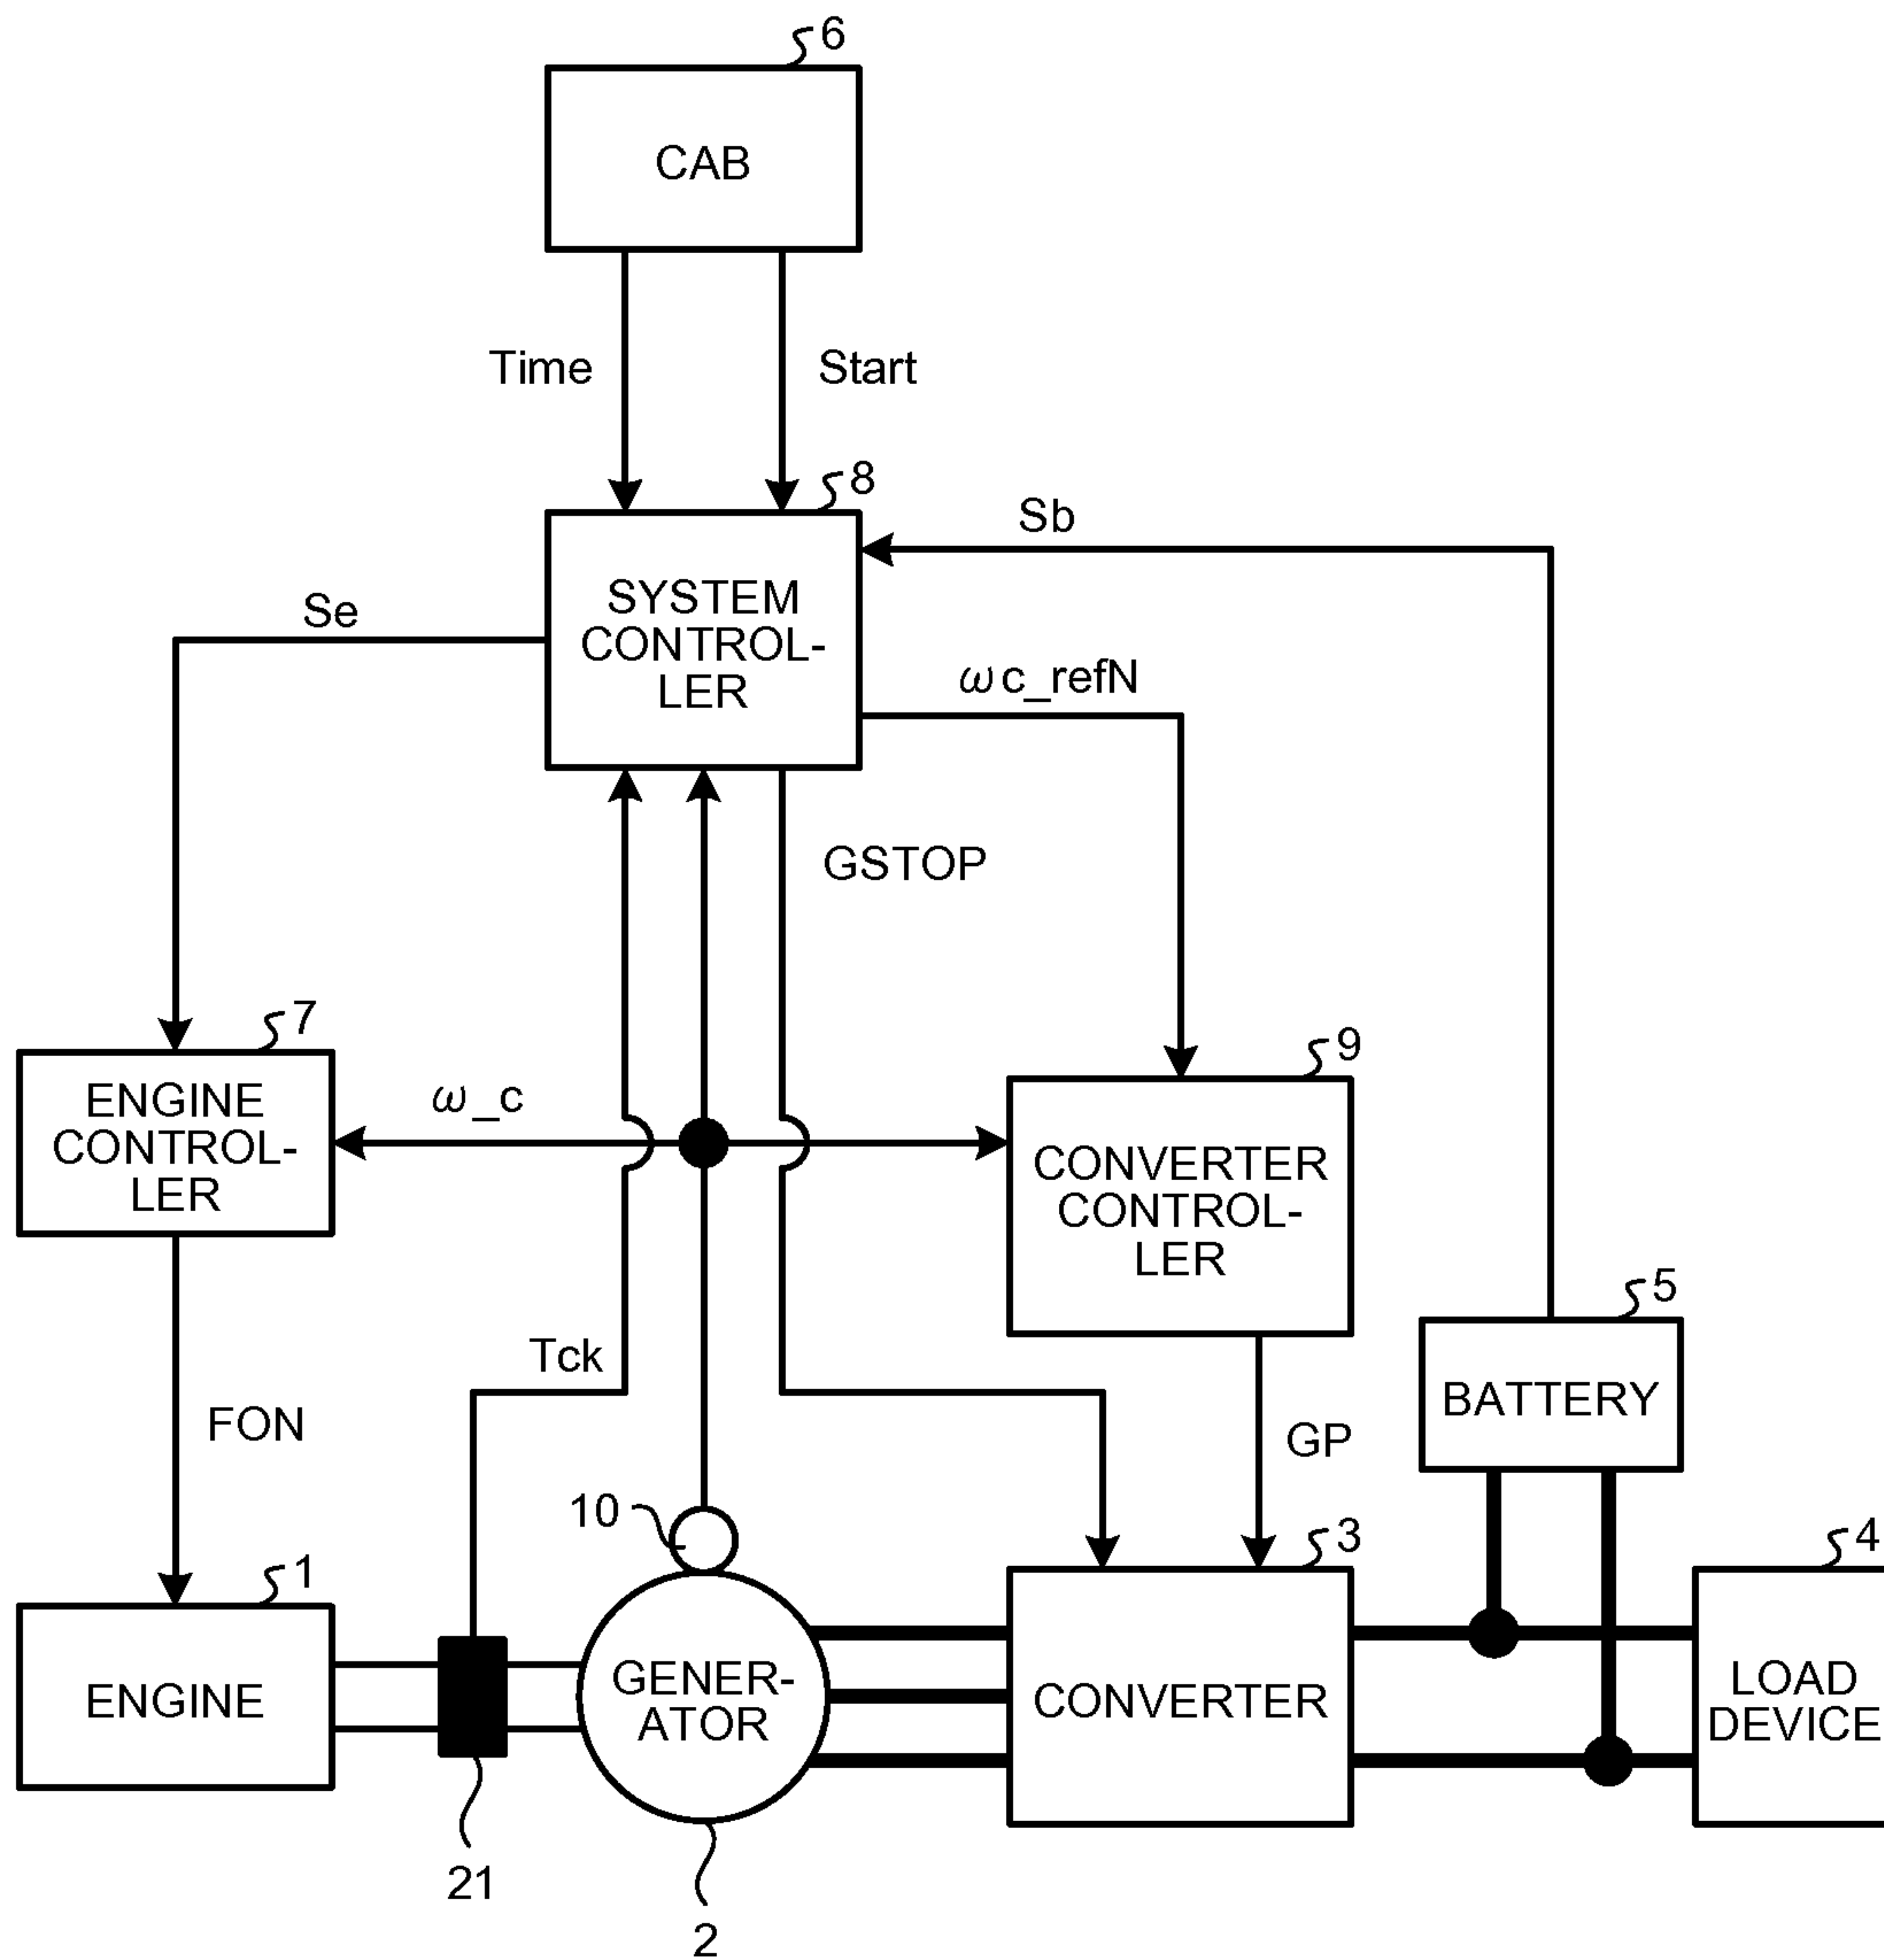 6
CAB
Time
Start
8
Sb
SYSTEM
CONTROL-
LER
Se
ωc_refN
GSTOP
7
ENGINE
CONTROL-
LER
ω_c
9
CONVERTER
CONTROL-
LER
5
BATTERY
Tck
FON
GP
10
1
ENGINE
GENER-
ATOR
3
CONVERTER
4
LOAD
DEVICE
21
2